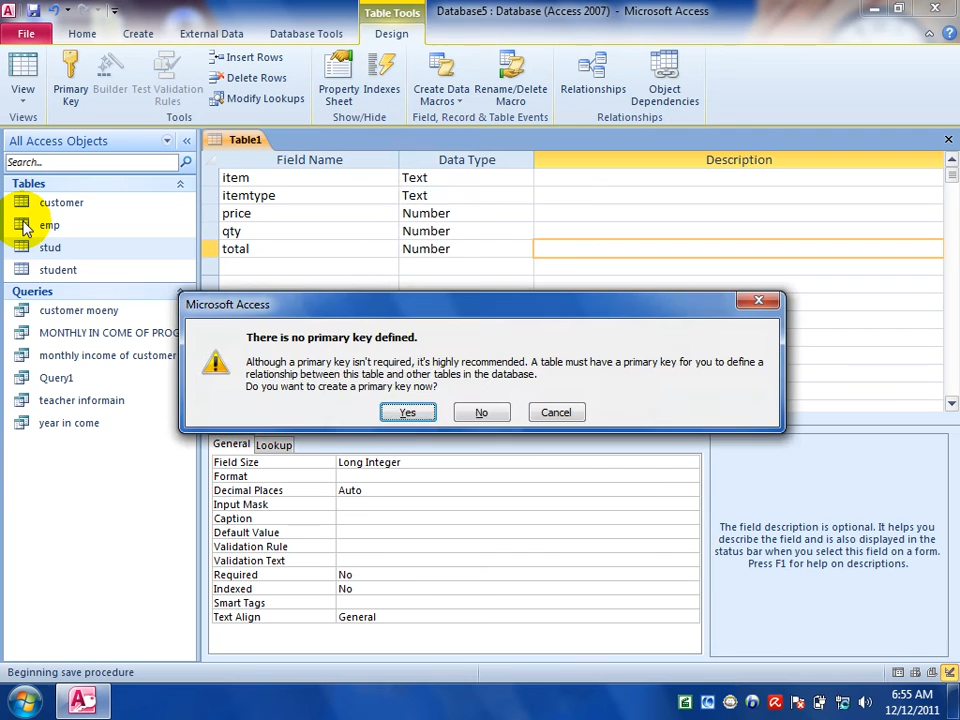 Table Tools
Database5 : Database (Access 2007) - Microsoft Access
File Home Create External Data Database Tools Design
View
Primary Key
Builder
Test Validation Rules
Insert Rows
Delete Rows
Modify Lookups
Property Sheet
Indexes
Create Data Macros
Rename/Delete Macro
Relationships
Object Dependencies
Views Tools Show/Hide Field, Record & Table Events Relationships
All Access Objects
Search...
Tables
customer
emp
stud
student
Queries
customer moeny
MONTHLY IN COME OF PROG
monthly income of customer
Query1
teacher informain
year in come
Table1
Field Name Data Type Description
item Text
itemtype Text
price Number
qty Number
total Number
Microsoft Access
There is no primary key defined.
Although a primary key isn't required, it's highly recommended. A table must have a primary key for you to define a
relationship between this table and other tables in the database.
Do you want to create a primary key now?
Yes No Cancel
General Lookup
Field Size Long Integer
Format
Decimal Places Auto
Input Mask
Caption
Default Value
Validation Rule
Validation Text
Required No
Indexed No
Smart Tags
Text Align General
The field description is optional. It helps you
describe the field and is also displayed in the
status bar when you select this field on a form.
Press F1 for help on descriptions.
Beginning save procedure
6:55 AM
12/12/2011